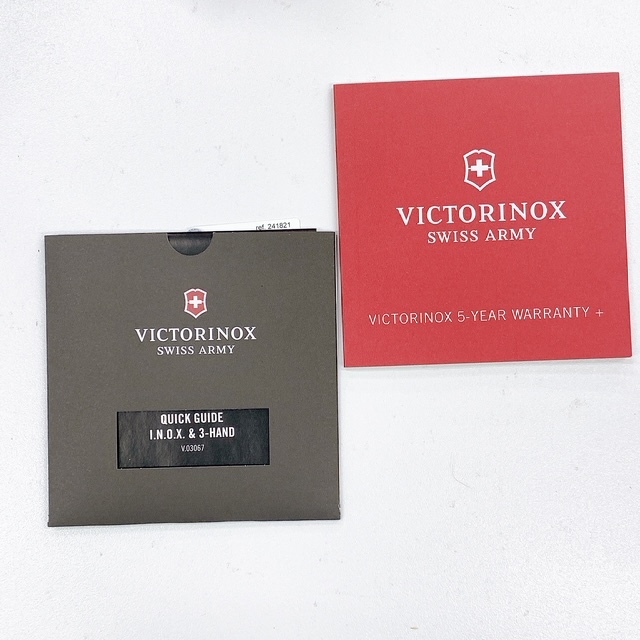 ref. 241821
VICTORINOX
SWISS ARMY
QUICK GUIDE
I.N.O.X. & 3-HAND
V.03067
VICTORINOX
SWISS ARMY
VICTORINOX 5-YEAR WARRANTY +